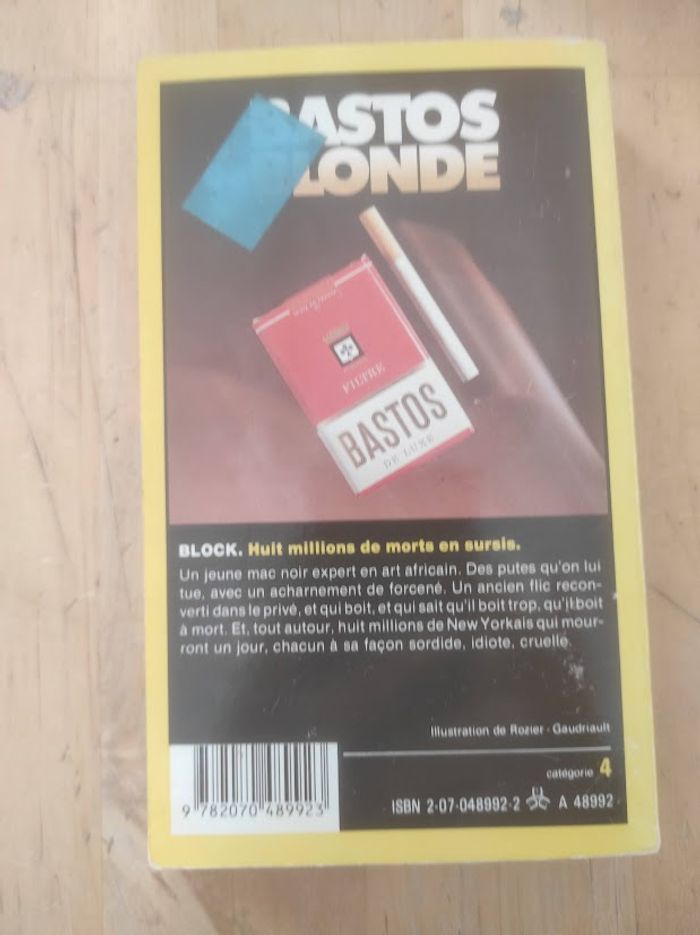 ASTOS
LONDE
FILTRE
BASTOS
DE LUXE
BLOCK. Huit millions de morts en sursis.
Un jeune mac noir expert en art africain. Des putes qu'on lui
tue, avec un acharnement de forcené. Un ancien flic recon-
verti dans le privé, et qui boit, et qui sait qu'il boit trop, qu'il boit
à mort. Et, tout autour, huit millions de New Yorkais qui mour-
ront un jour, chacun à sa façon sordide, idiote, cruelle.
Illustration de Rozier - Gaudriault
catégorie 4
9 782070 489923
ISBN 2-07-048992-2 A 48992